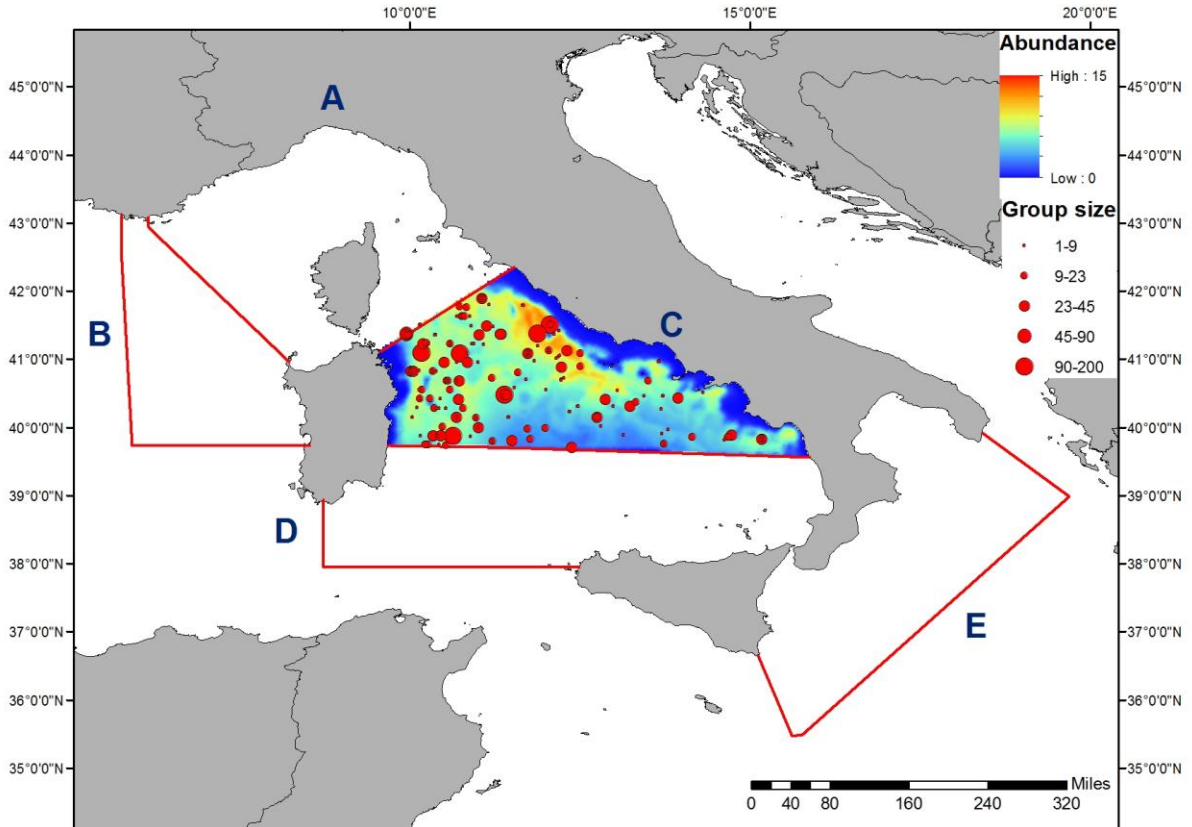 10°0'0"E 15°0'0"E 20°0'0"E
Abundance
High : 15
Low : 0
Group size
1-9
9-23
23-45
45-90
90-200
45°0'0"N 45°0'0"N
44°0'0"N 44°0'0"N
43°0'0"N 43°0'0"N
42°0'0"N 42°0'0"N
41°0'0"N 41°0'0"N
40°0'0"N 40°0'0"N
39°0'0"N 39°0'0"N
38°0'0"N 38°0'0"N
37°0'0"N 37°0'0"N
36°0'0"N 36°0'0"N
35°0'0"N 35°0'0"N
A
B
C
D
E
Miles
0 40 80 160 240 320